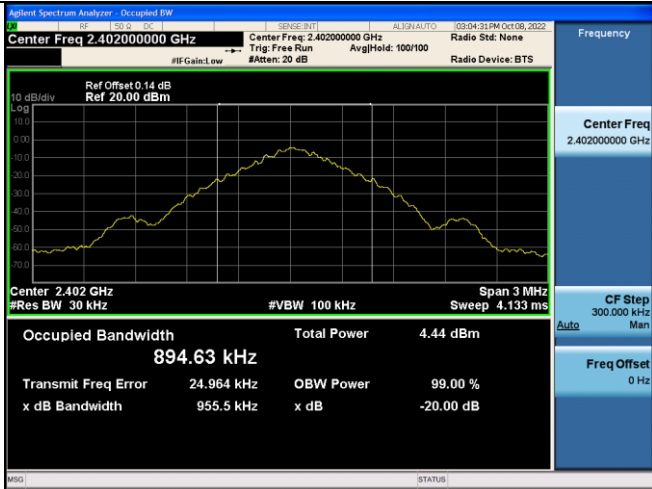 Agilent Spectrum Analyzer - Occupied BW
RF 50 Ω DC SENSE:INT ALIGN AUTO 03:04:31 PM Oct 08, 2022
Center Freq 2.402000000 GHz
Center Freq: 2.402000000 GHz
Radio Std: None
Trig: Free Run Avg|Hold: 100/100
#IFGain:Low #Atten: 20 dB Radio Device: BTS
Frequency
Ref Offset 0.14 dB
10 dB/div Ref 20.00 dBm
Log
10.0
0.00
-10.0
-20.0
-30.0
-40.0
-50.0
-60.0
-70.0
Center Freq
2.402000000 GHz
Center 2.402 GHz Span 3 MHz
#Res BW 30 kHz #VBW 100 kHz Sweep 4.133 ms
CF Step
300.000 kHz
Auto Man
Freq Offset
0 Hz
Occupied Bandwidth Total Power 4.44 dBm
894.63 kHz
Transmit Freq Error 24.964 kHz OBW Power 99.00 %
x dB Bandwidth 955.5 kHz x dB -20.00 dB
MSG STATUS